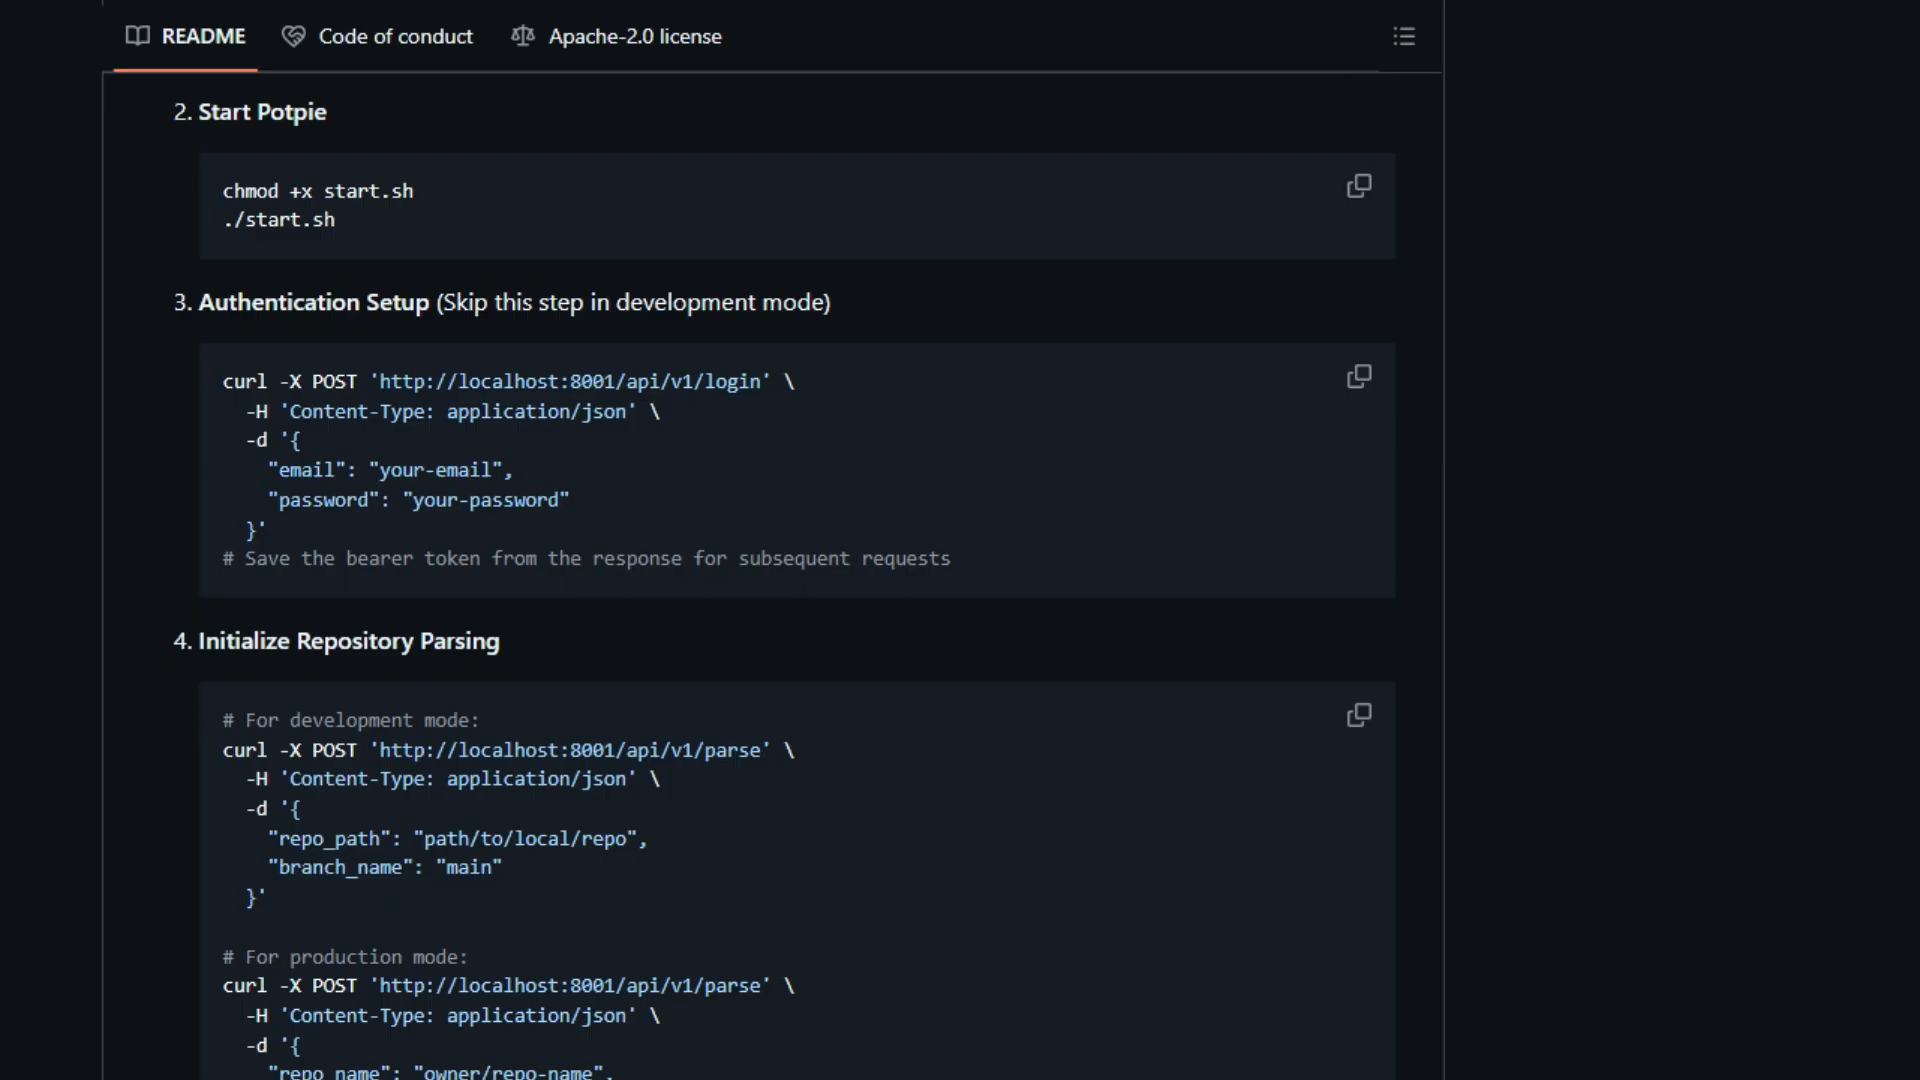 README
Code of conduct
Apache-2.0 license
2. Start Potpie
chmod +x start.sh
./start.sh
3. Authentication Setup (Skip this step in development mode)
curl -X POST 'http://localhost:8001/api/v1/login' \
  -H 'Content-Type: application/json' \
  -d '{
    "email": "your-email",
    "password": "your-password"
  }'
# Save the bearer token from the response for subsequent requests
4. Initialize Repository Parsing
# For development mode:
curl -X POST 'http://localhost:8001/api/v1/parse' \
  -H 'Content-Type: application/json' \
  -d '{
    "repo_path": "path/to/local/repo",
    "branch_name": "main"
  }'
# For production mode:
curl -X POST 'http://localhost:8001/api/v1/parse' \
  -H 'Content-Type: application/json' \
  -d '{
    "repo_name": "owner/repo-name",